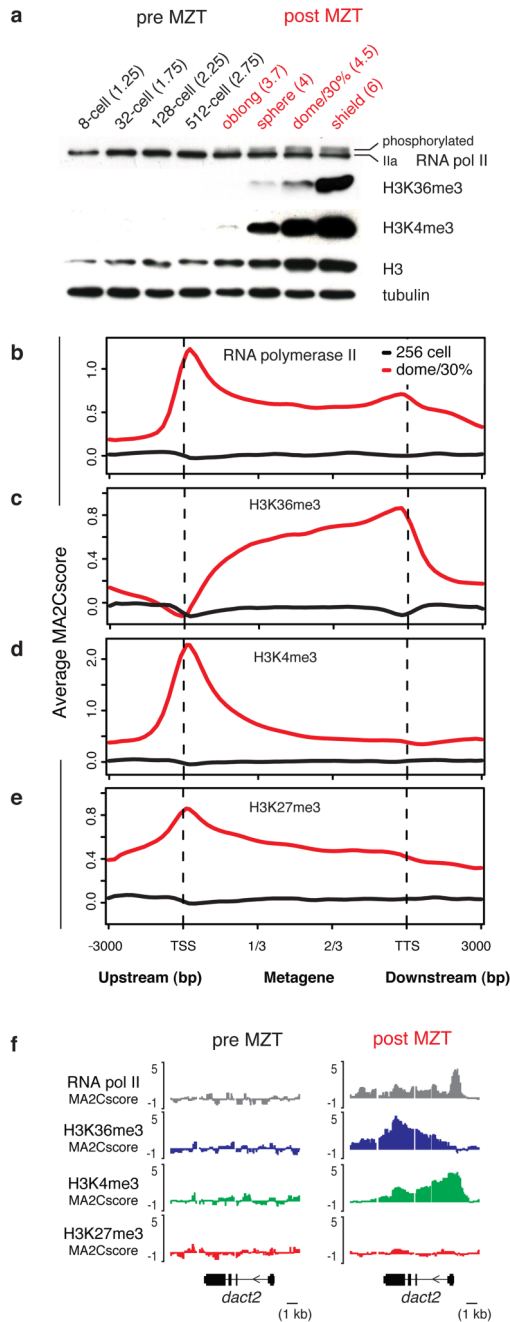 a
pre MZT
post MZT
8-cell (1.25)
32-cell (1.75)
128-cell (2.25)
512-cell (2.75)
oblong (3.7)
sphere (4)
dome/30% (4.5)
shield (6)
phosphorylated
IIa RNA pol II
H3K36me3
H3K4me3
H3
tubulin
b
RNA polymerase II
256 cell
dome/30%
0.0
0.5
1.0
c
H3K36me3
0.0
0.4
0.8
Average MA2Cscore
d
H3K4me3
0.0
1.0
2.0
e
H3K27me3
0.0
0.4
0.8
-3000 TSS 1/3 2/3 TTS 3000
Upstream (bp) Metagene Downstream (bp)
f
pre MZT
post MZT
RNA pol II
MA2Cscore
5
-1
5
-1
H3K36me3
MA2Cscore
5
-1
5
-1
H3K4me3
MA2Cscore
5
-1
5
-1
H3K27me3
MA2Cscore
5
-1
5
-1
dact2
(1 kb)
dact2
(1 kb)